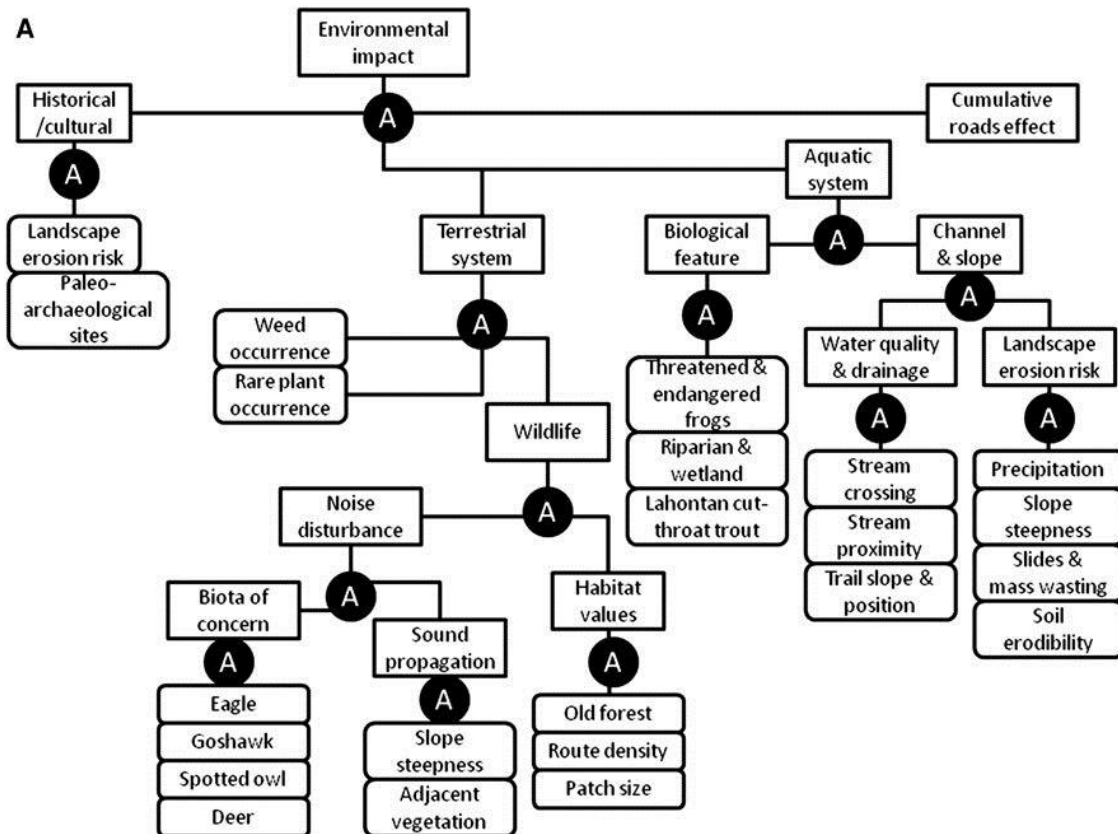 A
Environmental
impact
Historical
/cultural
A
Cumulative
roads effect
A
Landscape
erosion risk
Paleo-
archaeological
sites
Aquatic
system
Terrestrial
system
A
Biological
feature
A
Channel
& slope
Weed
occurrence
Rare plant
occurrence
Wildlife
A
Threatened &
endangered
frogs
Riparian &
wetland
Lahontan cut-
throat trout
A
Water quality
& drainage
A
Stream
crossing
Stream
proximity
Trail slope &
position
Landscape
erosion risk
A
Precipitation
Slope
steepness
Slides &
mass wasting
Soil
erodibility
A
Noise
disturbance
A
Biota of
concern
A
Eagle
Goshawk
Spotted owl
Deer
Sound
propagation
A
Slope
steepness
Adjacent
vegetation
Habitat
values
A
Old forest
Route density
Patch size